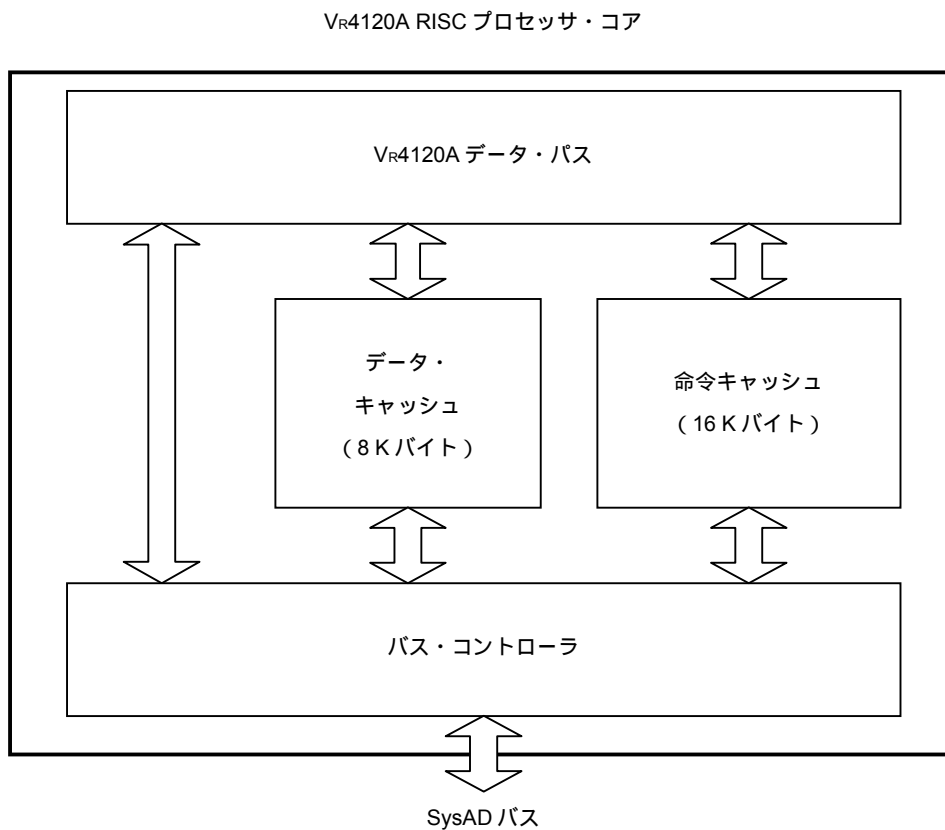 VR4120A RISC プロセッサ・コア
VR4120A データ・パス
データ・
キャッシュ
（8 K バイト）
命令キャッシュ
（16 K バイト）
バス・コントローラ
SysAD バス